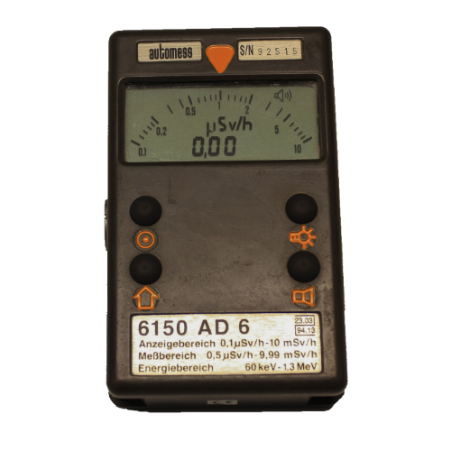 automess S/N 92515
0.1 0.2 0.5 1 2 5 10
µSv/h
0,00
6150 AD 6
23.03
94.13
Anzeigebereich 0,1µSv/h-10 mSv/h
Meßbereich 0,5µSv/h-9,99 mSv/h
Energiebereich 60 keV-1.3 MeV